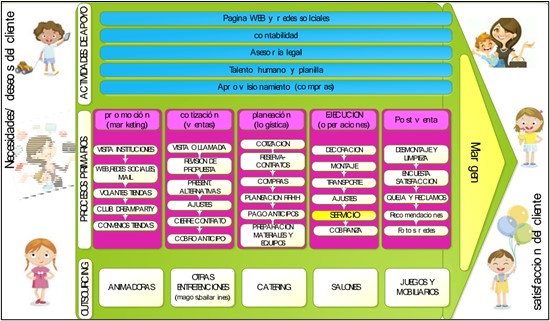 Necesidades/ deseos del cliente
ACTIVIDADES DE APOYO
Pagina WEB y redes solciales
contabilidad
Asesoria legal
Talento humano y planilla
Aprovisionamiento (compras)
PROCESOS PRIMARIOS
promoción
(marketing)
VISITA INSTITUCIONES
WEB,REDES SOCIALES,
MAIL
VOLANTES TIENDAS
CLUB DREAMPARTY
CONVENIOS TIENDAS
cotización
(ventas)
VISITA O LLAMADA
REVISION DE
PROPUESTA
PRESENT.
ALTERNATIVAS
AJUSTES
CIERRE CONTRATO
COBRO ANTICIPO
planeación
(logística)
COTIZACION
RESERVA-
CONTRATOS
COMPRAS
PLANEACION RRHH
PAGO ANTICIPOS
PREPARACION
MATERIALES Y
EQUIPOS
EJECUCION
(operaciones)
DECORACION
MONTAJE
TRANSPORTE
AJUSTES
SERVICIO
COBRANZA
Postventa
DESMONTAJE Y
LIMPIEZA
ENCUESTA
SATISFACCION
QUEJA Y RECLAMOS
Recomendaciones
Fotos redes
Margen
satisfaccion del cliente
OUTSOURCING
ANIMADORAS
OTRAS
ENTRETENCIONES
(magos,bailarines)
CATERING
SALONES
JUEGOS Y
MOBILIARIOS